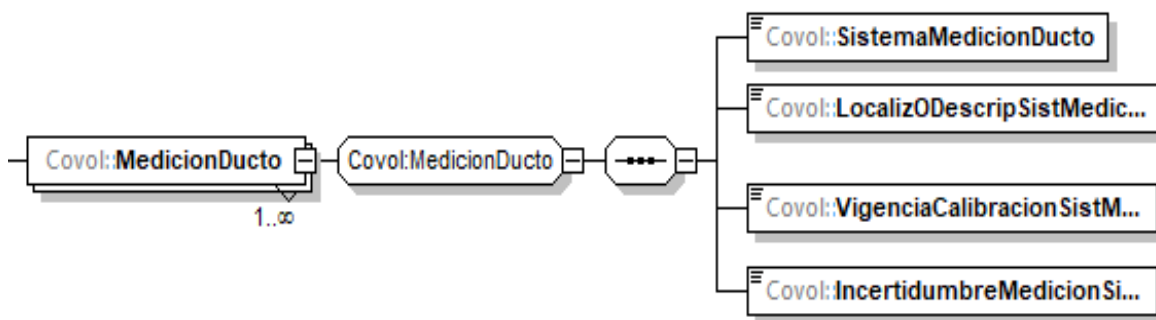 Covol::SistemaMedicionDucto
Covol::LocalizODescripSistMedic...
Covol::MedicionDucto
Covol:MedicionDucto
1..∞
Covol::VigenciaCalibracionSistM...
Covol::IncertidumbreMedicionSi...